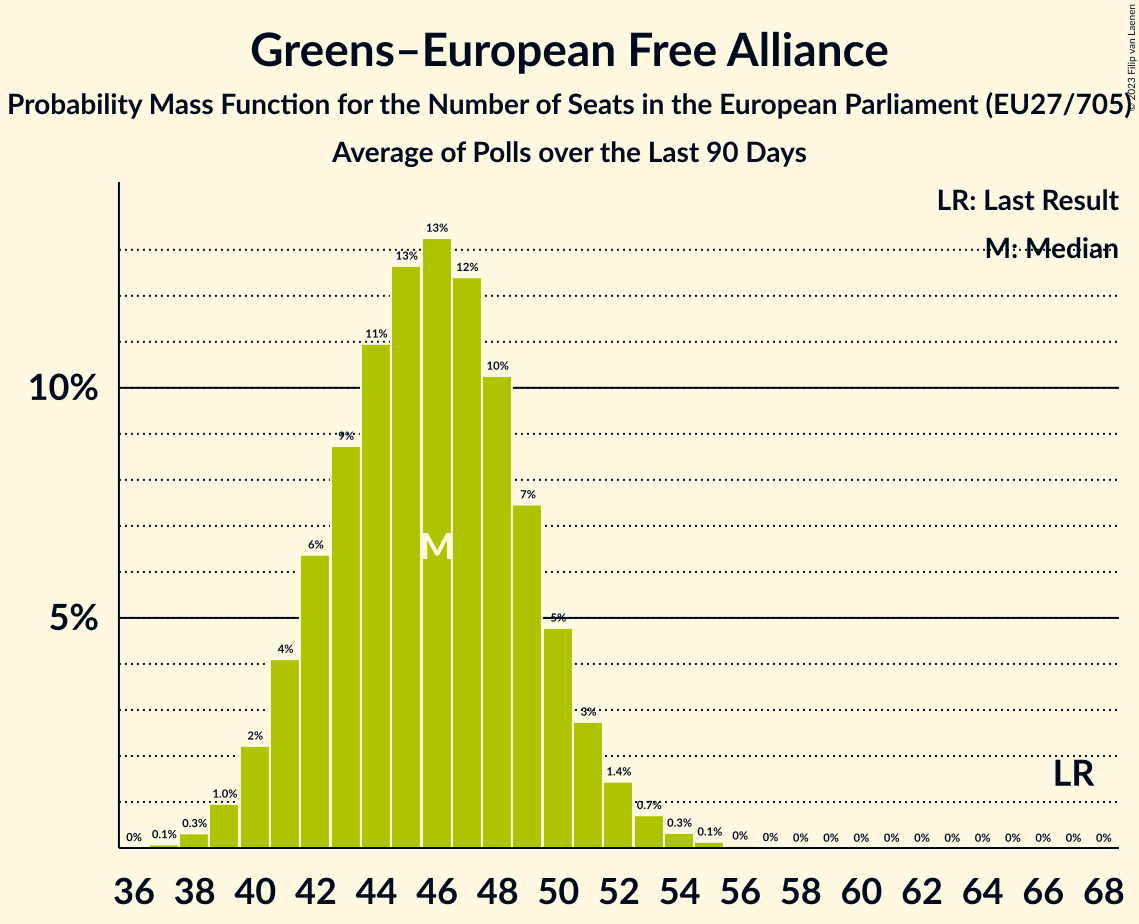 Greens–European Free Alliance
Probability Mass Function for the Number of Seats in the European Parliament (EU27/705)
Average of Polls over the Last 90 Days
© 2023 Filip van Laenen
LR: Last Result
M: Median
10%
5%
0% 0.1% 0.3% 1.0% 2% 4% 6% 9% 11% 13% 13% 12% 10% 7% 5% 3% 1.4% 0.7% 0.3% 0.1% 0% 0% 0% 0% 0% 0% 0% 0% 0% 0% 0% 0% 0%
M
LR
36 38 40 42 44 46 48 50 52 54 56 58 60 62 64 66 68